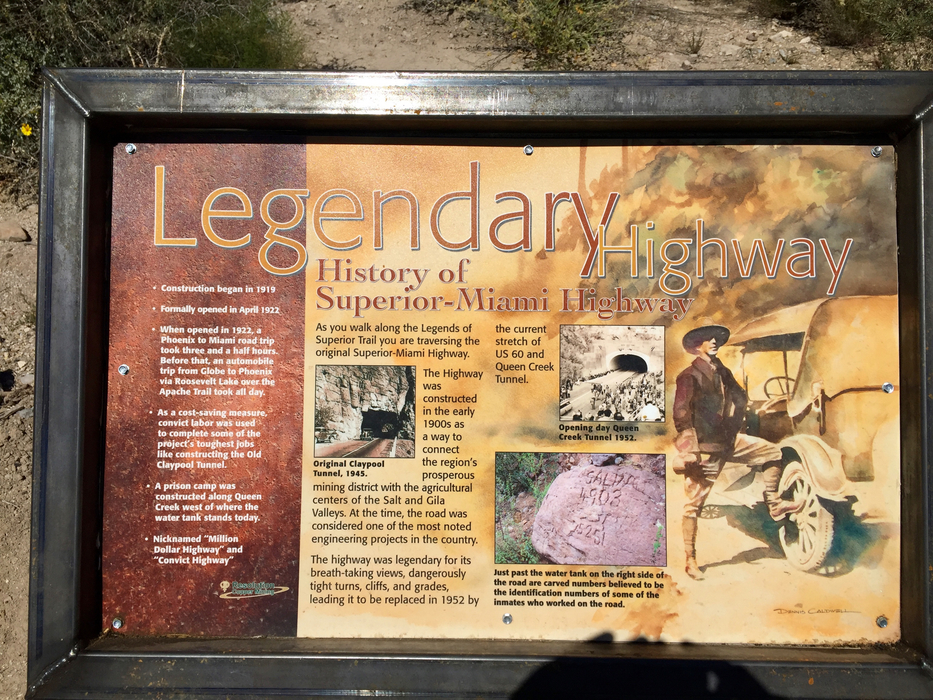 Legendary Highway
History of
Superior-Miami Highway
• Construction began in 1919
• Formally opened in April 1922
• When opened in 1922, a
Phoenix to Miami road trip
took three and a half hours.
Before that, an automobile
trip from Globe to Phoenix
via Roosevelt Lake over the
Apache Trail took all day.
• As a cost-saving measure,
convict labor was used
to complete some of the
project's toughest jobs
like constructing the Old
Claypool Tunnel.
• A prison camp was
constructed along Queen
Creek west of where the
water tank stands today.
• Nicknamed "Million
Dollar Highway" and
"Convict Highway"
Resolution
Copper Mining
As you walk along the Legends of
Superior Trail you are traversing the
original Superior-Miami Highway.
Original Claypool
Tunnel, 1945.
The Highway
was
constructed
in the early
1900s as
a way to
connect
the region's
prosperous
mining district with the agricultural
centers of the Salt and Gila
Valleys. At the time, the road was
considered one of the most noted
engineering projects in the country.
The highway was legendary for its
breath-taking views, dangerously
tight turns, cliffs, and grades,
leading it to be replaced in 1952 by
the current
stretch of
US 60 and
Queen Creek
Tunnel.
Opening day Queen
Creek Tunnel 1952.
4903
Just past the water tank on the right side of
the road are carved numbers believed to be
the identification numbers of some of the
inmates who worked on the road.
Dennis Caldwell